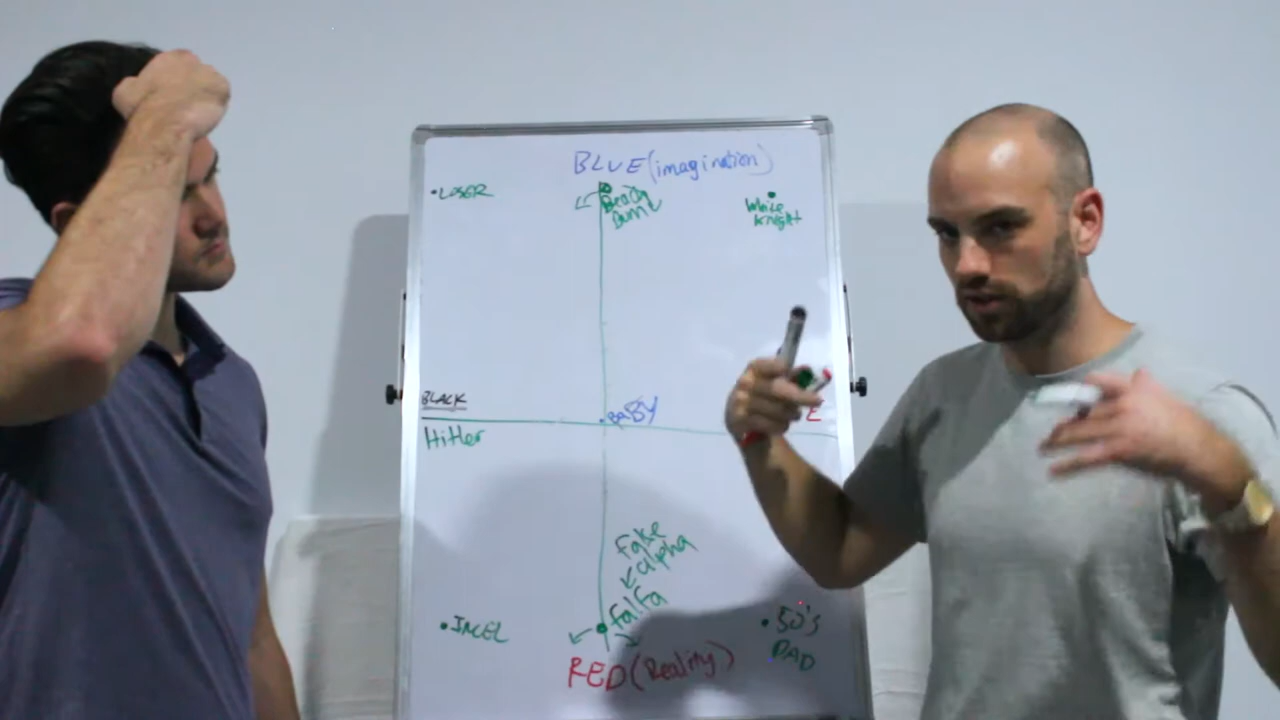 BLUE (imagination)
•LOSER
Beach
bum
White
Knight
BLACK
BABY
E
Hitler
Fake
alpha
falfa
•INCEL
•50's
DAD
RED (Reality)